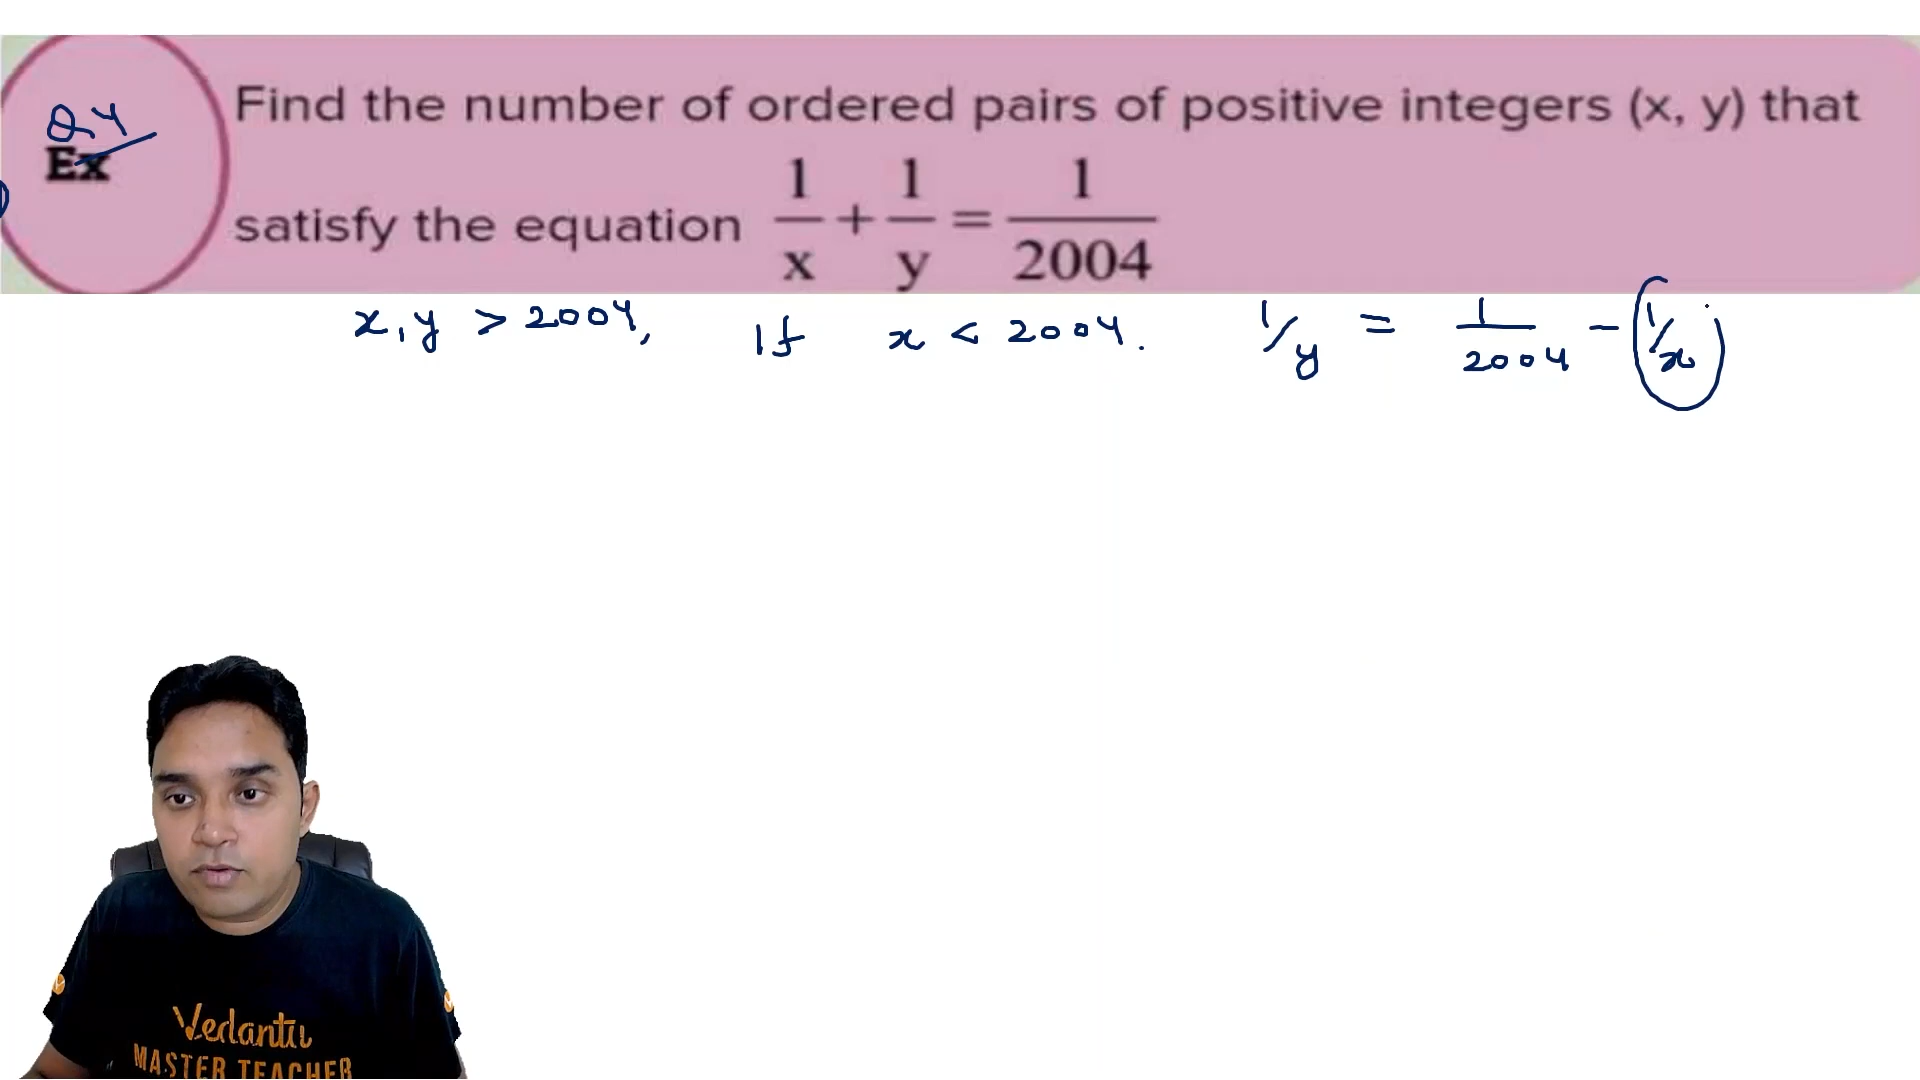 Q.4
Ex
Find the number of ordered pairs of positive integers (x, y) that
satisfy the equation 1/x + 1/y = 1/2004
x, y > 2004, If x < 2004. 1/y = 1/2004 - (1/x)
Vedantu
MASTER TEACHER